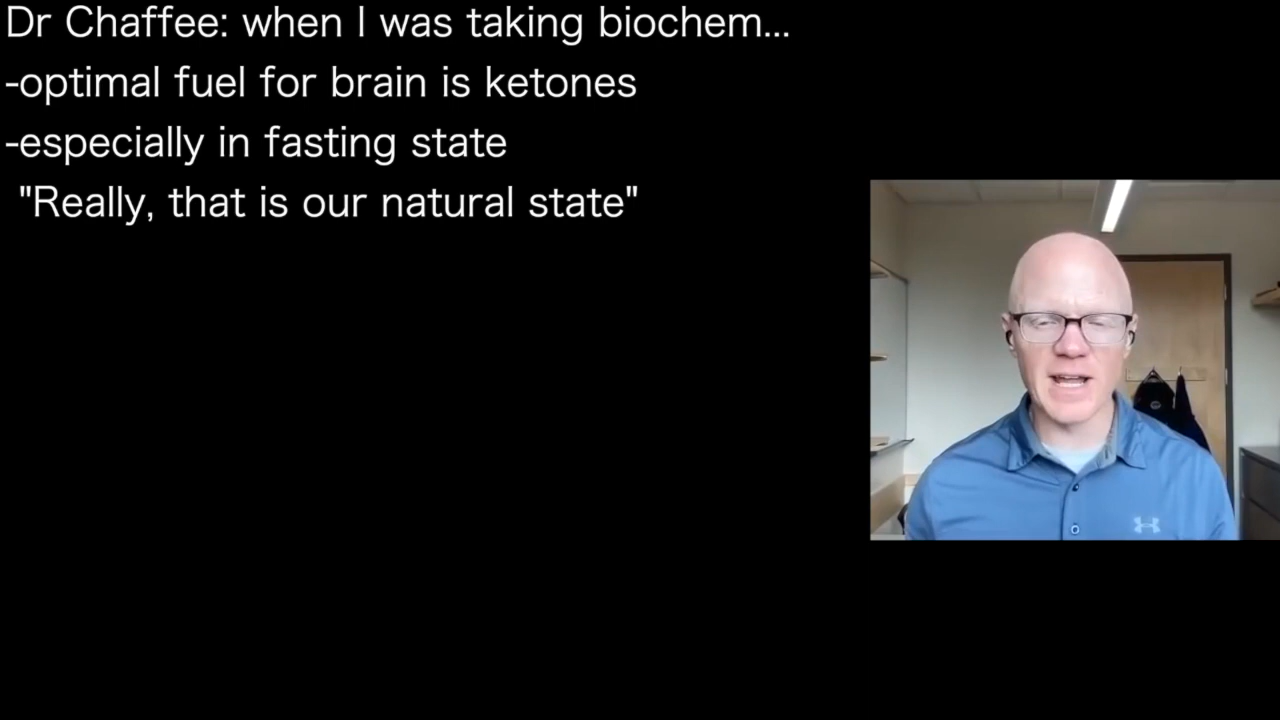 Dr Chaffee: when I was taking biochem...
-optimal fuel for brain is ketones
-especially in fasting state
"Really, that is our natural state"